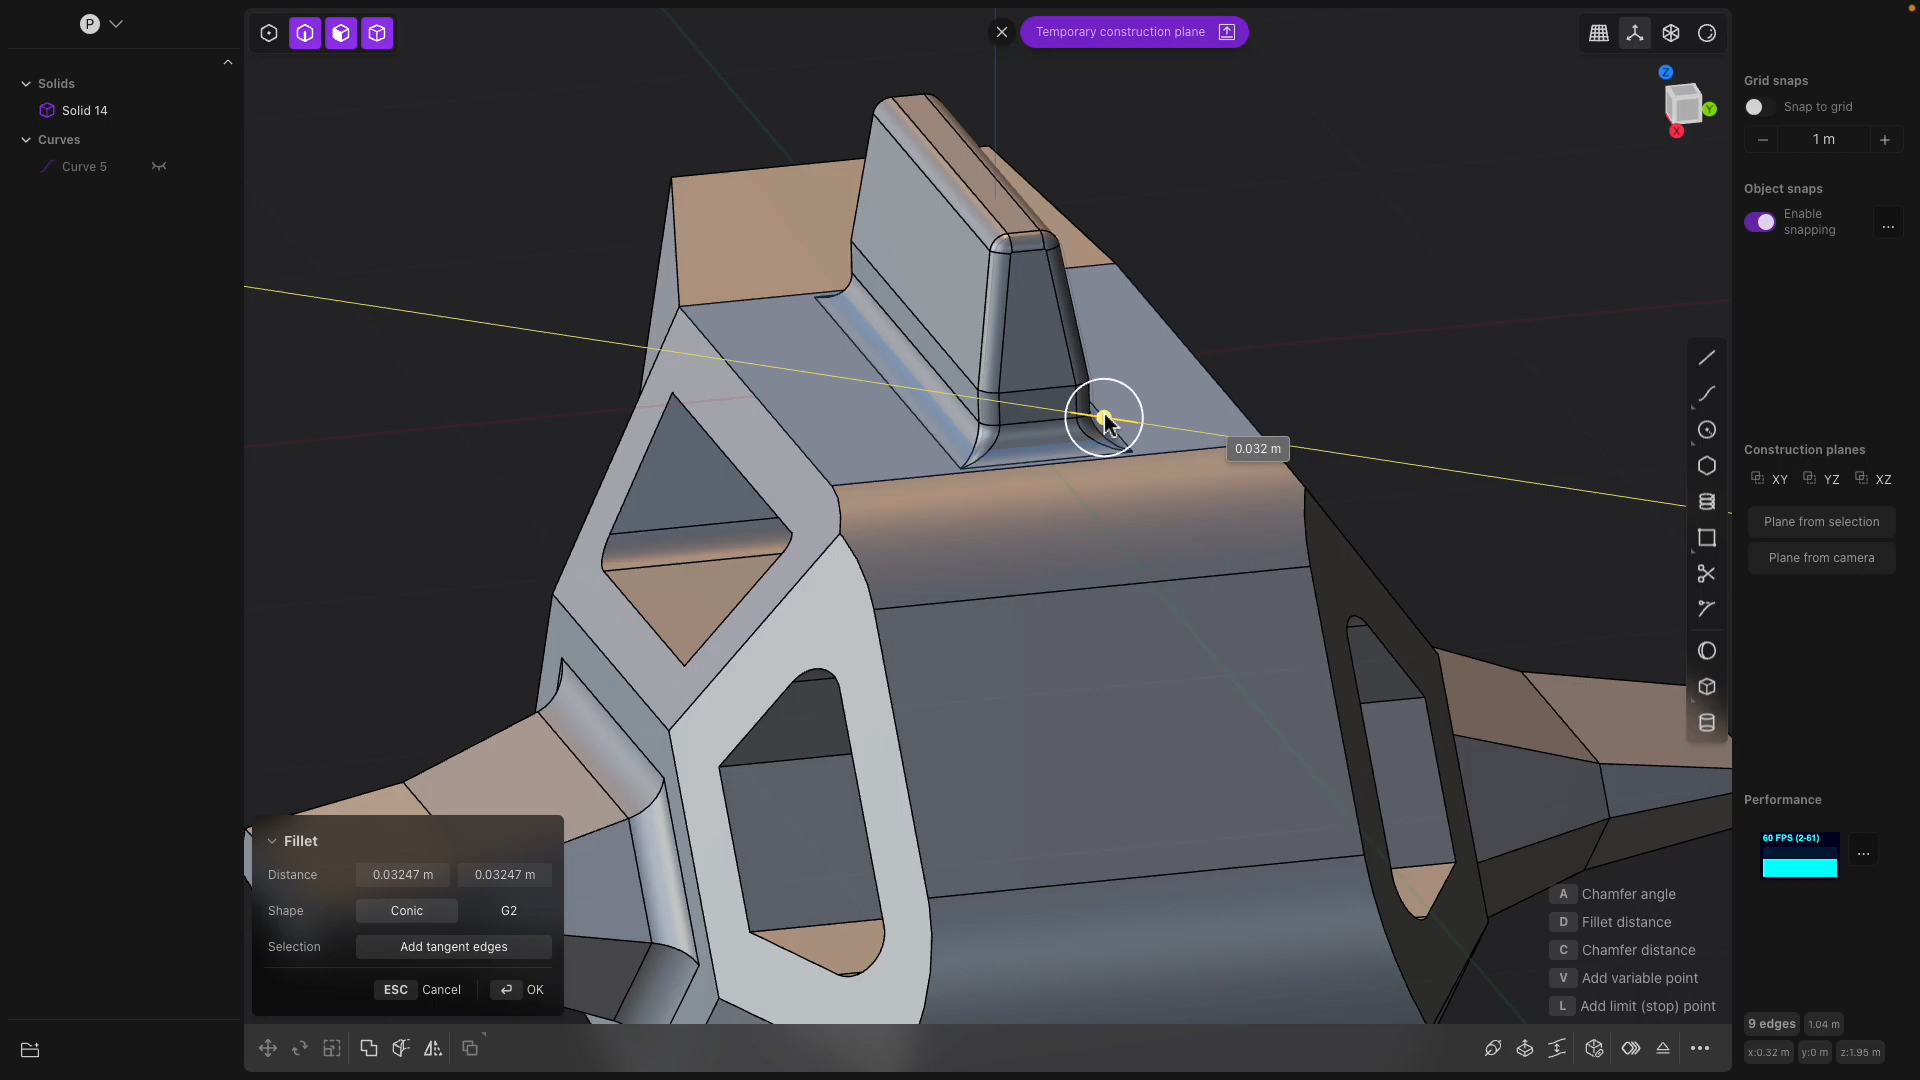 P
Temporary construction plane
Solids
Solid 14
Curves
Curve 5
Z
Y
X
Grid snaps
Snap to grid
1 m
Object snaps
Enable
snapping
...
0.032 m
Construction planes
XY
YZ
XZ
Plane from selection
Plane from camera
Performance
60 FPS (2-61)
...
Fillet
Distance
0.03247 m
0.03247 m
Shape
Conic
G2
Selection
Add tangent edges
ESC
Cancel
OK
A Chamfer angle
D Fillet distance
C Chamfer distance
V Add variable point
L Add limit (stop) point
9 edges
1.04 m
x:0.32 m
y:0 m
z:1.95 m